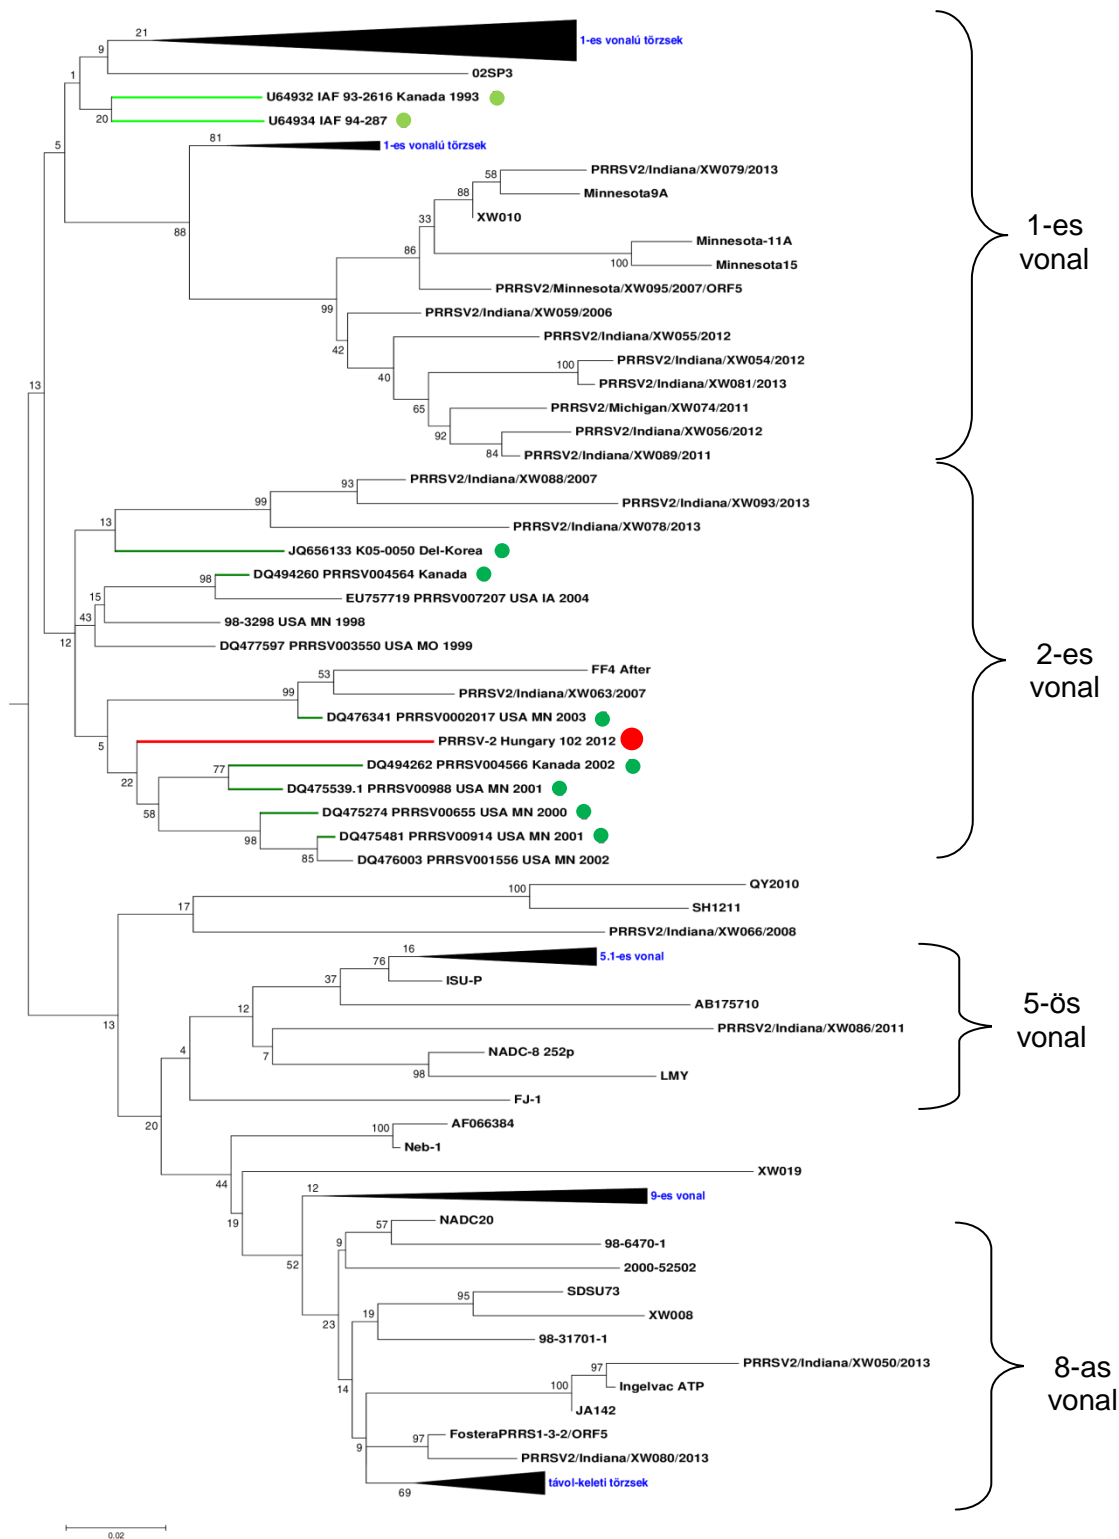 21
1-es vonalú törzsek
9
02SP3
1
U64932 IAF 93-2616 Kanada 1993
20
U64934 IAF 94-287
5
81
1-es vonalú törzsek
58
PRRSV2/Indiana/XW079/2013
88
Minnesota9A
33
XW010
88
Minnesota-11A
86
100
Minnesota15
1-es
vonal
99
PRRSV2/Minnesota/XW095/2007/ORF5
PRRSV2/Indiana/XW059/2006
42
PRRSV2/Indiana/XW055/2012
40
100
PRRSV2/Indiana/XW054/2012
PRRSV2/Indiana/XW081/2013
13
65
PRRSV2/Michigan/XW074/2011
92
PRRSV2/Indiana/XW056/2012
84
PRRSV2/Indiana/XW089/2011
93
PRRSV2/Indiana/XW088/2007
99
PRRSV2/Indiana/XW093/2013
13
PRRSV2/Indiana/XW078/2013
JQ656133 K05-0050 Del-Korea
98
DQ494260 PRRSV004564 Kanada
15
EU757719 PRRSV007207 USA IA 2004
43
98-3298 USA MN 1998
12
DQ477597 PRRSV003550 USA MO 1999
2-es
vonal
53
FF4 After
99
PRRSV2/Indiana/XW063/2007
DQ476341 PRRSV0002017 USA MN 2003
5
PRRSV-2 Hungary 102 2012
22
77
DQ494262 PRRSV004566 Kanada 2002
DQ475539.1 PRRSV00988 USA MN 2001
58
DQ475274 PRRSV00655 USA MN 2000
98
DQ475481 PRRSV00914 USA MN 2001
85
DQ476003 PRRSV001556 USA MN 2002
100
QY2010
17
SH1211
PRRSV2/Indiana/XW066/2008
16
5.1-es vonal
76
ISU-P
37
AB175710
12
5-ös
vonal
13
PRRSV2/Indiana/XW086/2011
4
7
NADC-8 252p
98
LMY
FJ-1
20
100
AF066384
Neb-1
44
XW019
12
9-es vonal
19
57
NADC20
9
98-6470-1
52
2000-52502
95
SDSU73
23
19
XW008
98-31701-1
97
PRRSV2/Indiana/XW050/2013
14
100
Ingelvac ATP
JA142
8-as
vonal
97
FosteraPRRS1-3-2/ORF5
9
PRRSV2/Indiana/XW080/2013
69
távol-keleti törzsek
0.02